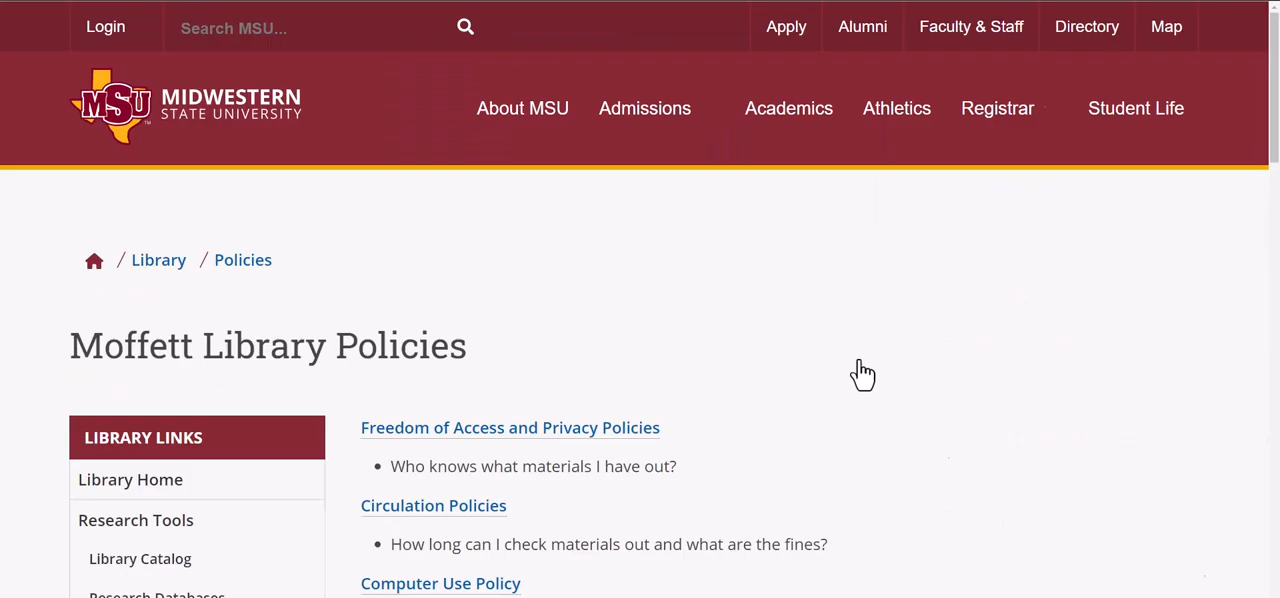 Login
Search MSU...
Apply
Alumni
Faculty & Staff
Directory
Map
MSU
MIDWESTERN
STATE UNIVERSITY
About MSU
Admissions
Academics
Athletics
Registrar
Student Life
/ Library / Policies
Moffett Library Policies
LIBRARY LINKS
Library Home
Research Tools
Library Catalog
Research Databases
Freedom of Access and Privacy Policies
• Who knows what materials I have out?
Circulation Policies
• How long can I check materials out and what are the fines?
Computer Use Policy